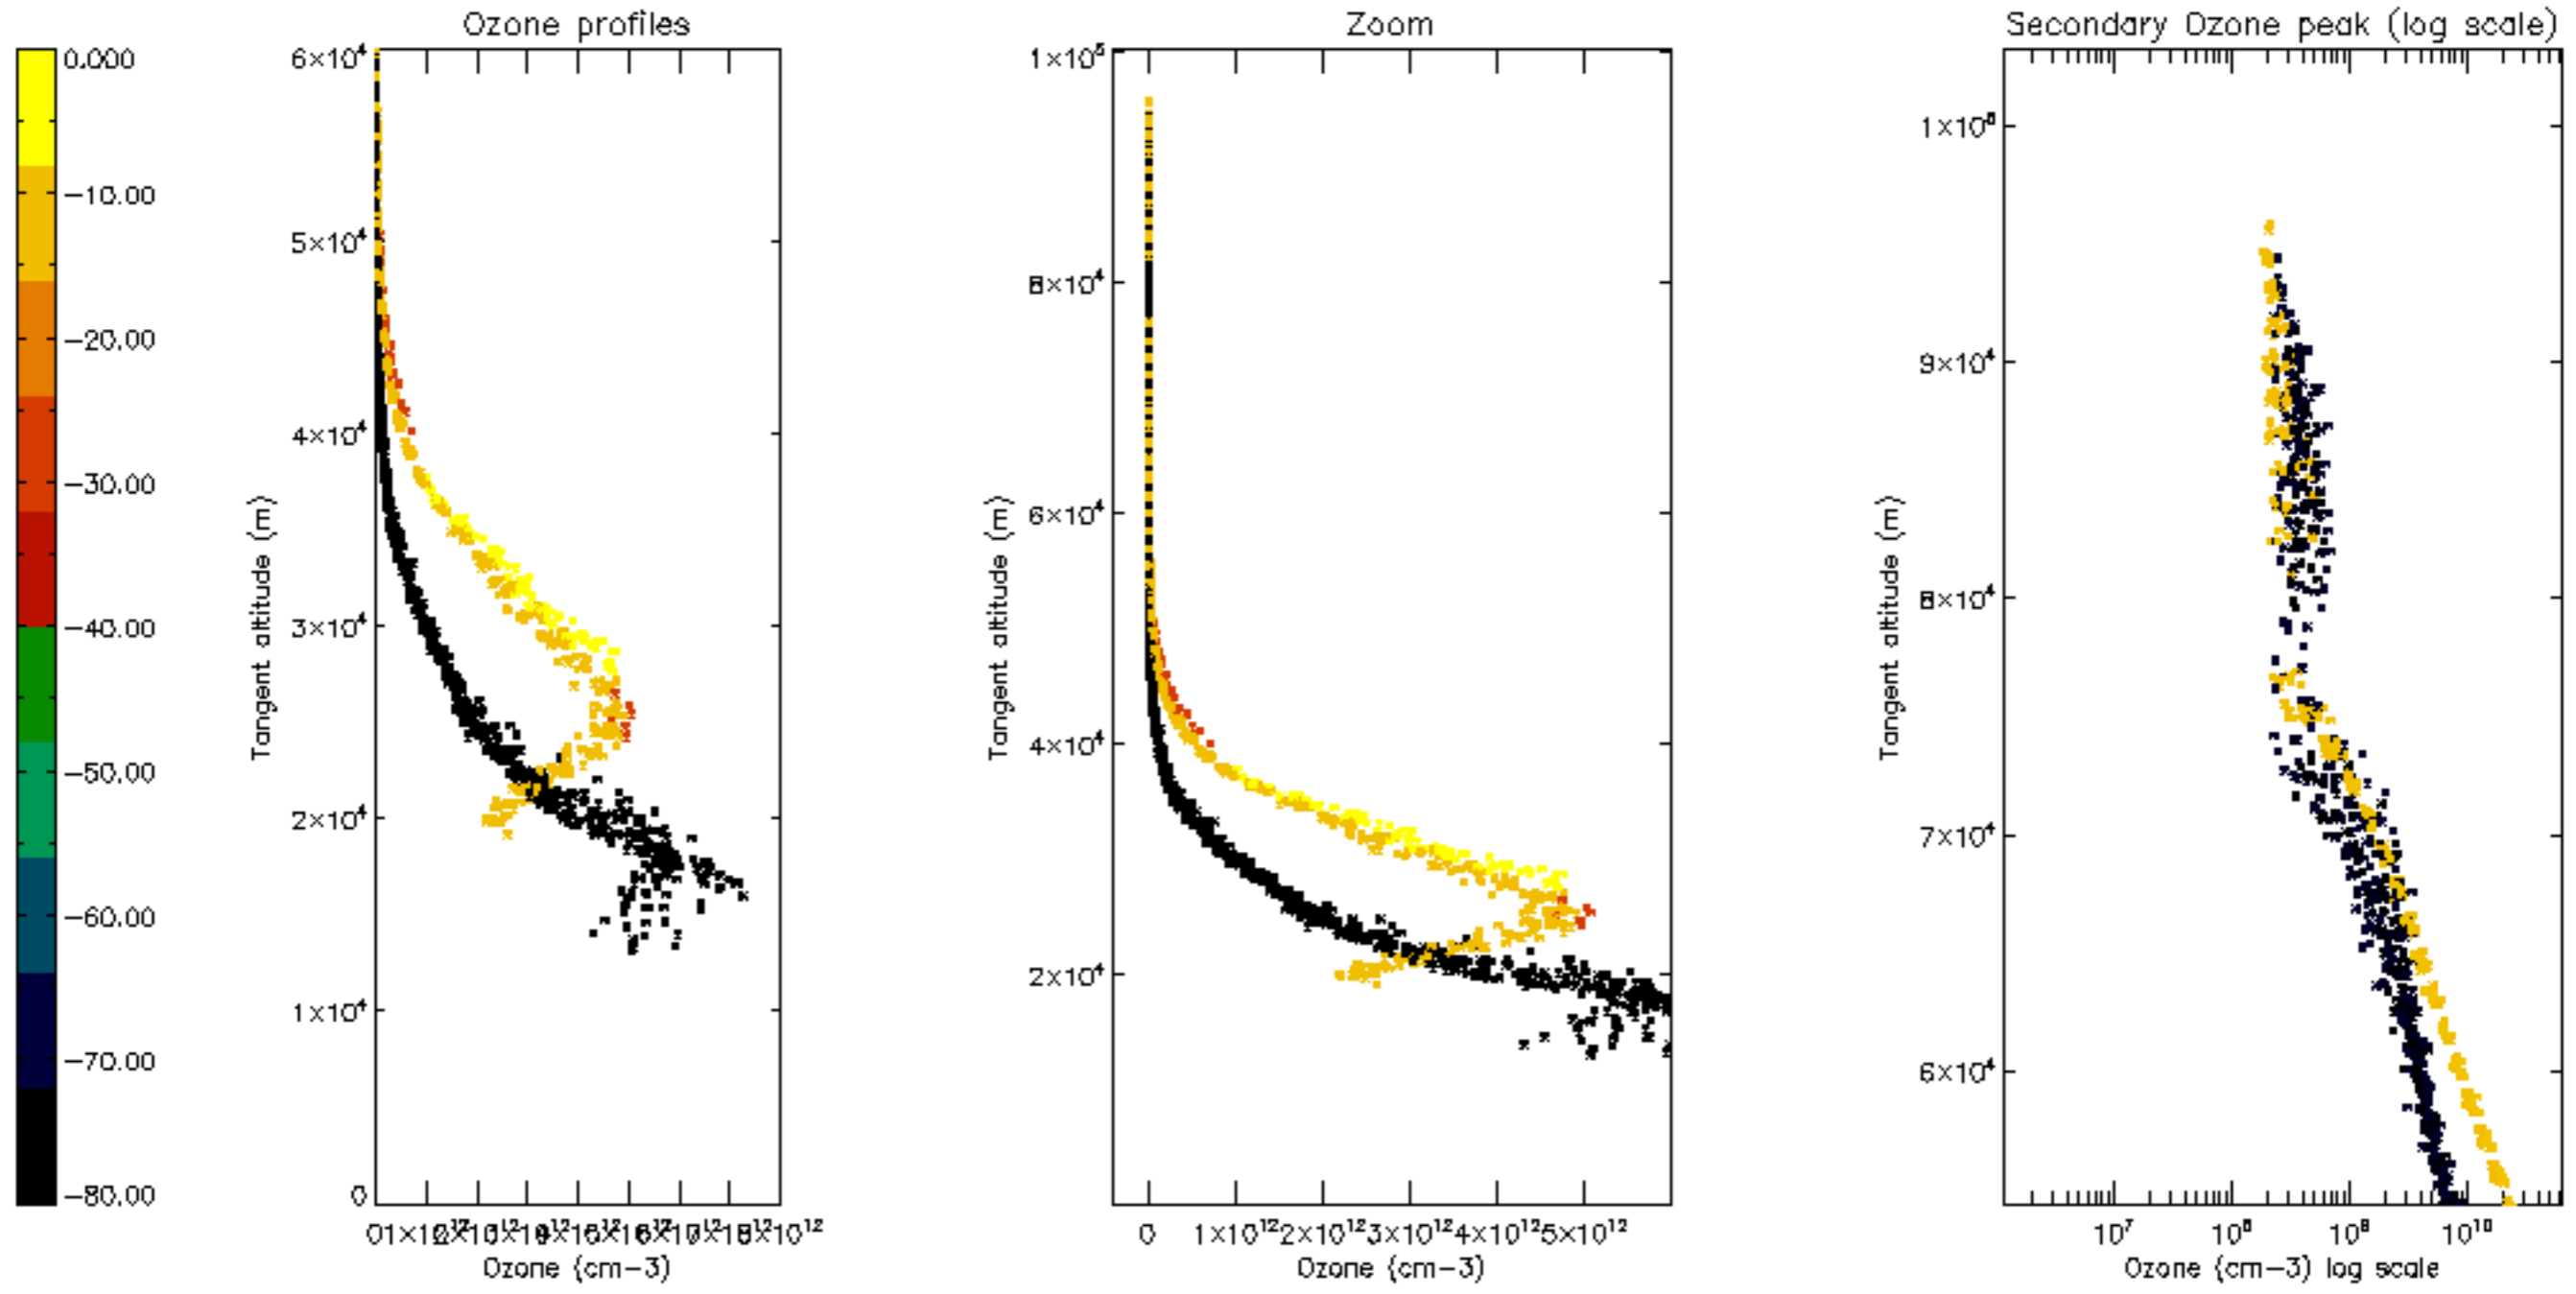 Ozone profiles
Zoom
Secondary Ozone peak (log scale)
0.000
−10.00
−20.00
−30.00
−40.00
−50.00
−60.00
−70.00
−80.00
6×10⁴
5×10⁴
4×10⁴
3×10⁴
2×10⁴
1×10⁴
0
Tangent altitude (m)
Ozone (cm−3)
1×10⁵
8×10⁴
6×10⁴
4×10⁴
2×10⁴
Tangent altitude (m)
0 1×10¹² 2×10¹² 3×10¹² 4×10¹² 5×10¹²
Ozone (cm−3)
1×10⁵
9×10⁴
8×10⁴
7×10⁴
6×10⁴
Tangent altitude (m)
10⁷ 10⁸ 10⁹ 10¹⁰
Ozone (cm−3) log scale